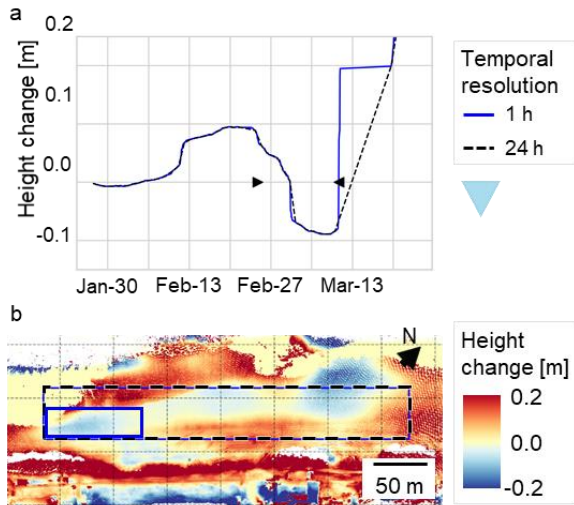 a
0.2
0.1
0.0
-0.1
Height change [m]
Jan-30
Feb-13
Feb-27
Mar-13
Temporal
resolution
1 h
24 h
b
N
50 m
Height
change [m]
0.2
0.0
-0.2